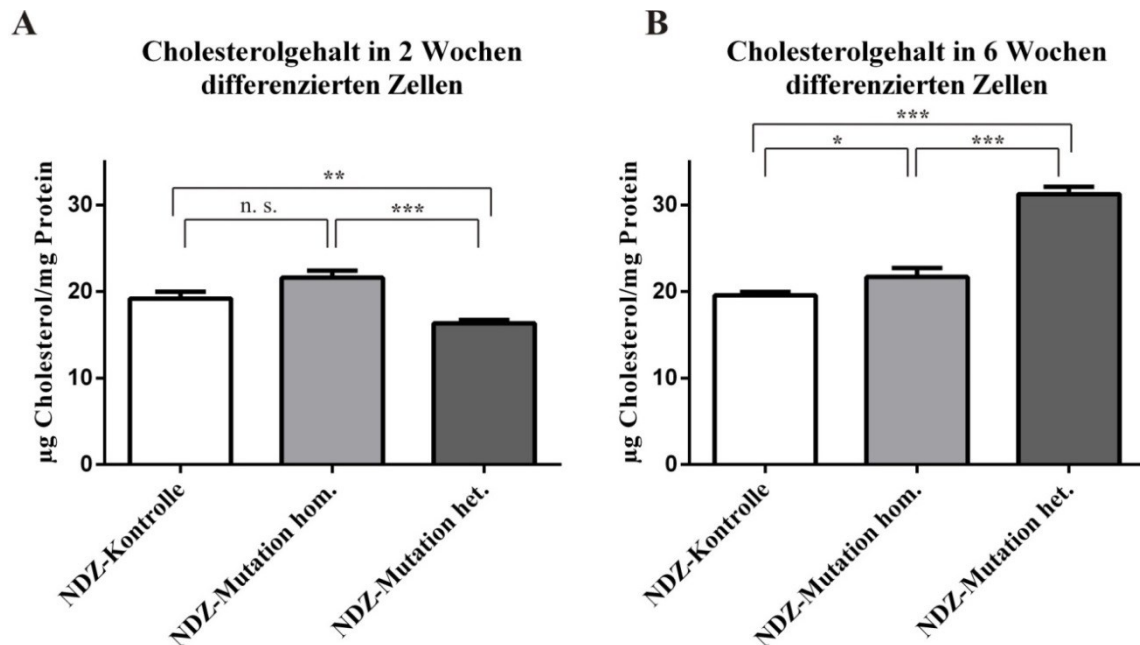 A
Cholesterolgehalt in 2 Wochen
differenzierten Zellen
**
n. s.
***
µg Cholesterol/mg Protein
30
20
10
0
NDZ-Kontrolle
NDZ-Mutation hom.
NDZ-Mutation het.
B
Cholesterolgehalt in 6 Wochen
differenzierten Zellen
***
*
***
µg Cholesterol/mg Protein
30
20
10
0
NDZ-Kontrolle
NDZ-Mutation hom.
NDZ-Mutation het.